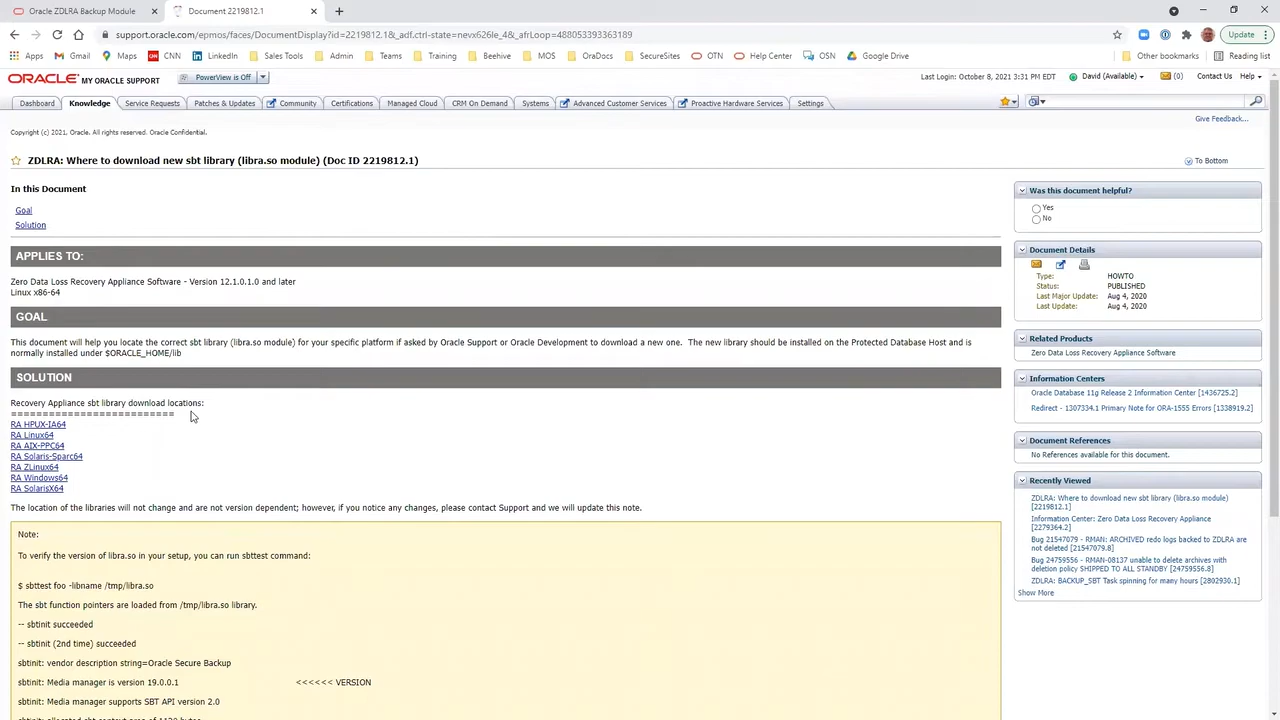 Oracle ZDLRA Backup Module
Document 2219812.1
support.oracle.com/epmos/faces/DocumentDisplay?id=2219812.1&_adf.ctrl-state=nevx626le_4&_afrLoop=488053393363189
Update
Apps
Gmail
Maps
CNN
LinkedIn
Sales Tools
Admin
Teams
Training
Beehive
MOS
OraDocs
SecureSites
OTN
Help Center
OSN
Google Drive
Other bookmarks
Reading list
ORACLE MY ORACLE SUPPORT
PowerView is Off
Last Login: October 8, 2021 3:31 PM EDT
David (Available)
(0)
Contact Us
Help
Dashboard
Knowledge
Service Requests
Patches & Updates
Community
Certifications
Managed Cloud
CRM On Demand
Systems
Advanced Customer Services
Proactive Hardware Services
Settings
Give Feedback...
Copyright (c) 2021, Oracle. All rights reserved. Oracle Confidential.
ZDLRA: Where to download new sbt library (libra.so module) (Doc ID 2219812.1)
To Bottom
In this Document
Goal
Solution
APPLIES TO:
Zero Data Loss Recovery Appliance Software - Version 12.1.0.1.0 and later
Linux x86-64
GOAL
This document will help you locate the correct sbt library (libra.so module) for your specific platform if asked by Oracle Support or Oracle Development to download a new one. The new library should be installed on the Protected Database Host and is
normally installed under $ORACLE_HOME/lib
SOLUTION
Recovery Appliance sbt library download locations:
==========================
RA HPUX-IA64
RA Linux64
RA AIX-PPC64
RA Solaris-Sparc64
RA ZLinux64
RA Windows64
RA SolarisX64
The location of the libraries will not change and are not version dependent; however, if you notice any changes, please contact Support and we will update this note.
Note:
To verify the version of libra.so in your setup, you can run sbttest command:
$ sbttest foo -libname /tmp/libra.so
The sbt function pointers are loaded from /tmp/libra.so library.
-- sbtinit succeeded
-- sbtinit (2nd time) succeeded
sbtinit: vendor description string=Oracle Secure Backup
sbtinit: Media manager is version 19.0.0.1 <<<<<< VERSION
sbtinit: Media manager supports SBT API version 2.0
Was this document helpful?
Yes
No
Document Details
Type: HOWTO
Status: PUBLISHED
Last Major Update: Aug 4, 2020
Last Update: Aug 4, 2020
Related Products
Zero Data Loss Recovery Appliance Software
Information Centers
Oracle Database 11g Release 2 Information Center [1436725.2]
Redirect - 1307334.1 Primary Note for ORA-1555 Errors [1338919.2]
Document References
No References available for this document.
Recently Viewed
ZDLRA: Where to download new sbt library (libra.so module)
[2219812.1]
Information Center: Zero Data Loss Recovery Appliance
[2279364.2]
Bug 21547079 - RMAN: ARCHIVED redo logs backed to ZDLRA are
not deleted [21547079.8]
Bug 24759556 - RMAN-08137 unable to delete archives with
deletion policy SHIPPED TO ALL STANDBY [24759556.8]
ZDLRA: BACKUP_SBT Task spinning for many hours [2802930.1]
Show More